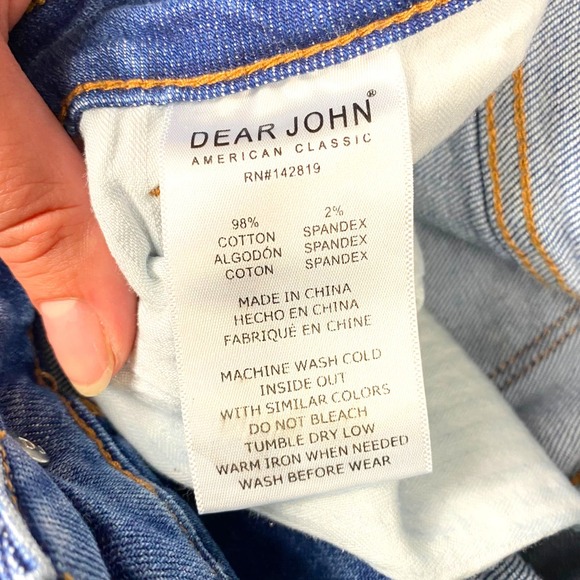 DEAR JOHN®
AMERICAN CLASSIC
RN#142819
98% 2%
COTTON SPANDEX
ALGODÓN SPANDEX
COTON SPANDEX
MADE IN CHINA
HECHO EN CHINA
FABRIQUÉ EN CHINE
MACHINE WASH COLD
INSIDE OUT
WITH SIMILAR COLORS
DO NOT BLEACH
TUMBLE DRY LOW
WARM IRON WHEN NEEDED
WASH BEFORE WEAR